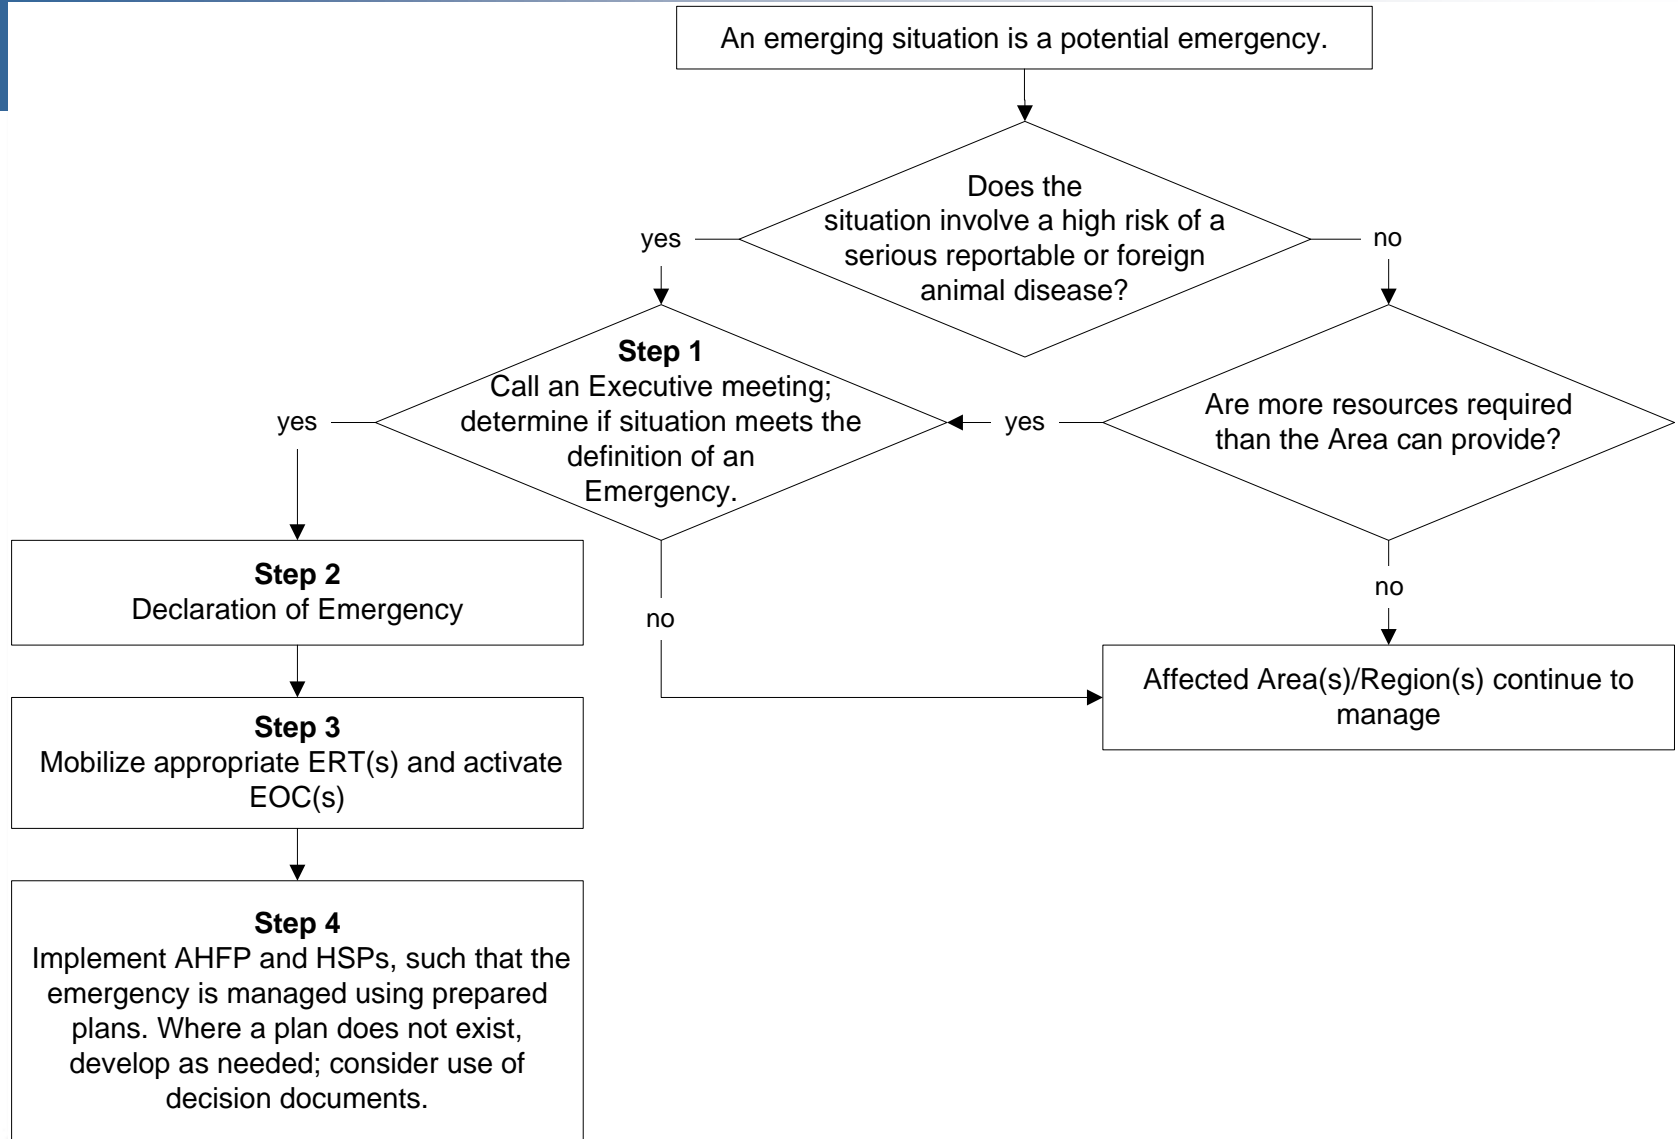 An emerging situation is a potential emergency.
Does the
situation involve a high risk of a
serious reportable or foreign
animal disease?
yes
no
Step 1
Call an Executive meeting;
determine if situation meets the
definition of an
Emergency.
yes
yes
Are more resources required
than the Area can provide?
no
no
Step 2
Declaration of Emergency
Affected Area(s)/Region(s) continue to
manage
Step 3
Mobilize appropriate ERT(s) and activate
EOC(s)
Step 4
Implement AHFP and HSPs, such that the
emergency is managed using prepared
plans. Where a plan does not exist,
develop as needed; consider use of
decision documents.